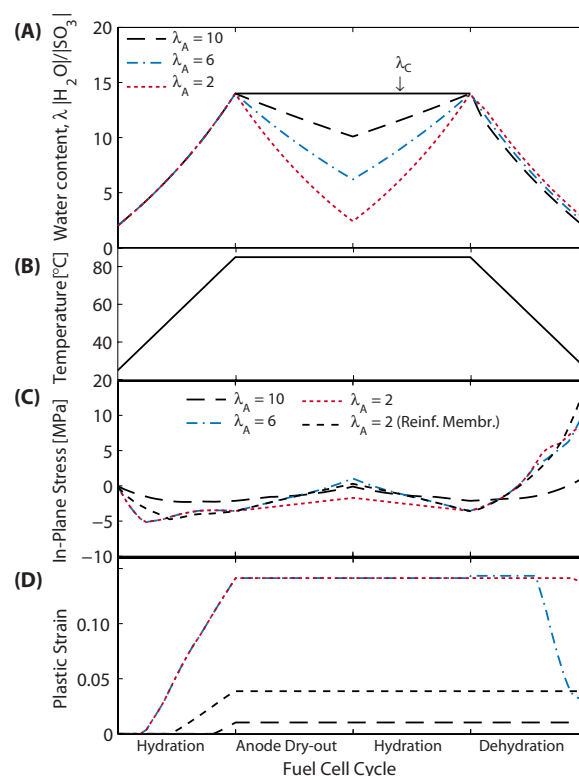 (A)
20
15
10
5
0
Water content, λ |H2O|/|SO3|
λA = 10
λA = 6
λA = 2
λC
(B)
80
60
40
20
Temperature [°C]
(C)
20
15
10
5
0
−5
−10
In-Plane Stress [MPa]
λA = 10
λA = 6
λA = 2
λA = 2 (Reinf. Membr.)
(D)
0.10
0.05
0
Plastic Strain
Hydration Anode Dry-out Hydration Dehydration
Fuel Cell Cycle